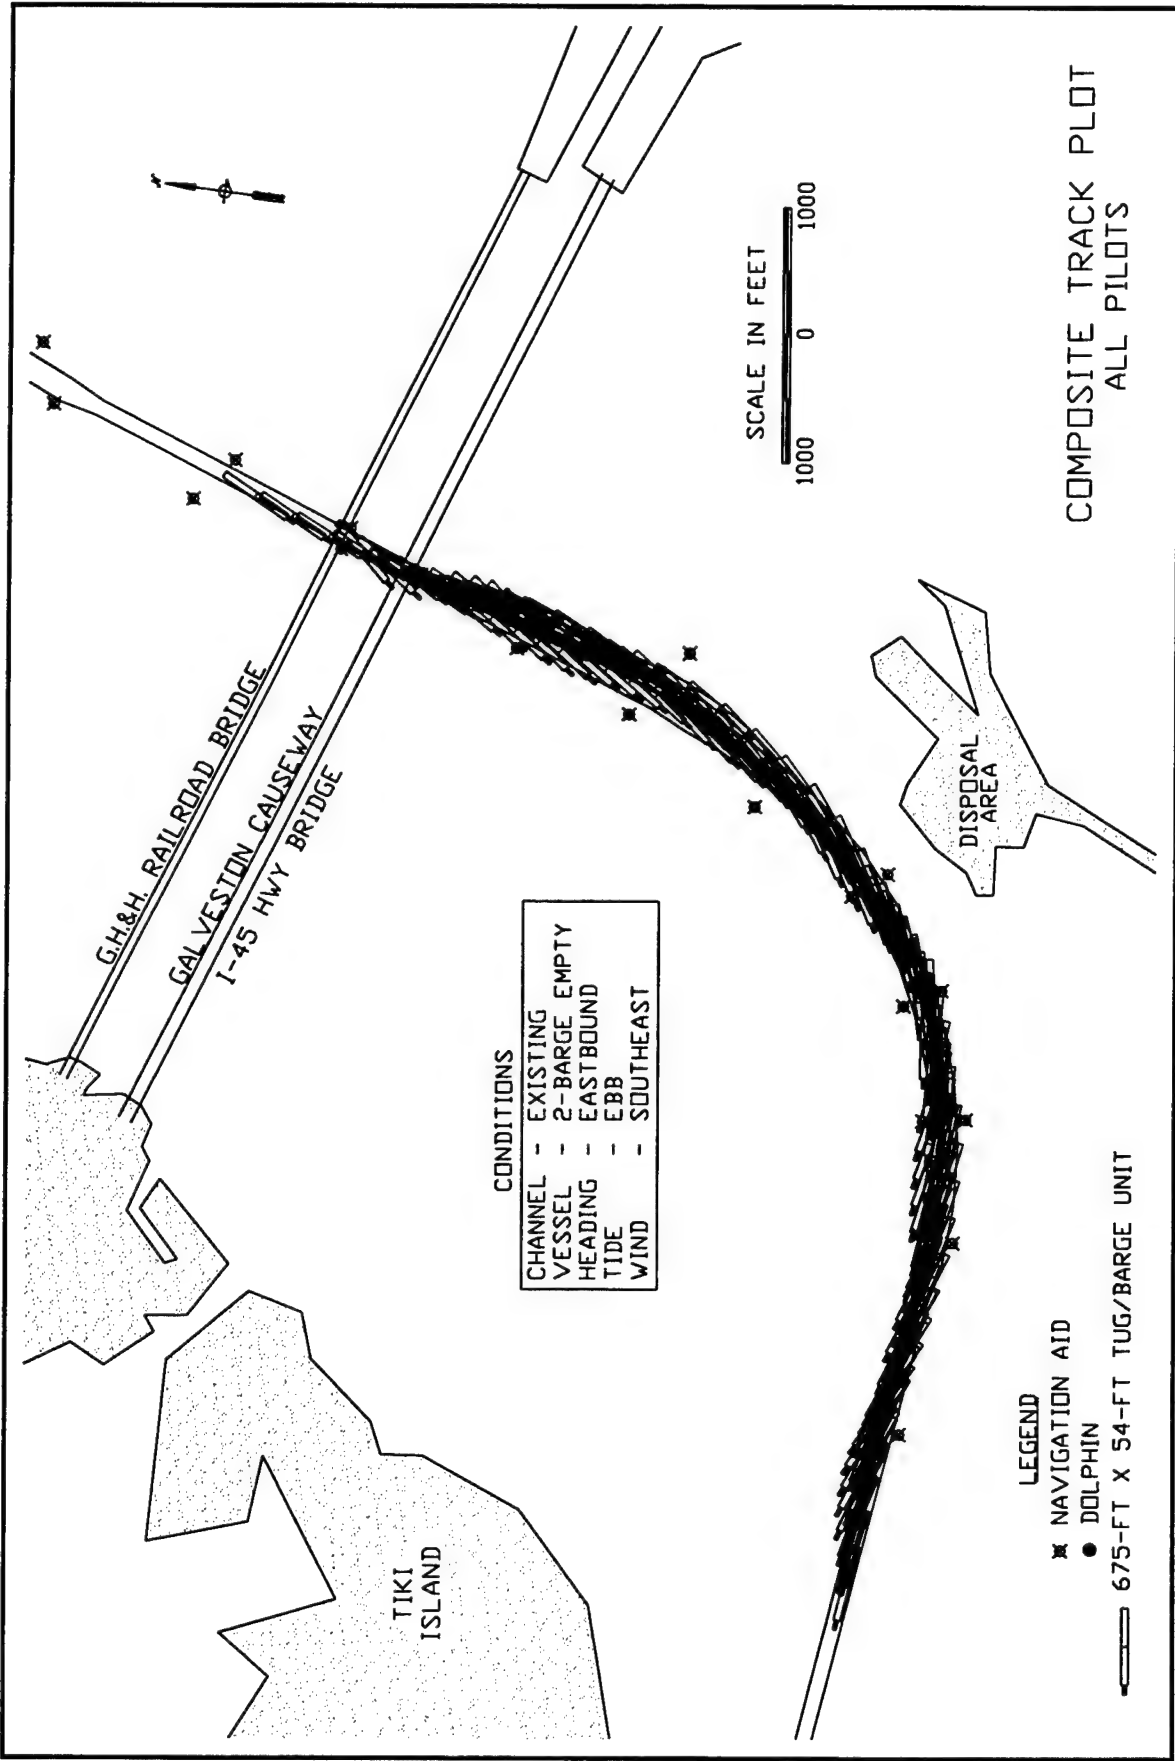 G.H.&H. RAILROAD BRIDGE
GALVESTON CAUSEWAY
I-45 HWY BRIDGE
N
TIKI
ISLAND
CONDITIONS
CHANNEL - EXISTING
VESSEL - 2-BARGE EMPTY
HEADING - EASTBOUND
TIDE - EBB
WIND - SOUTHEAST
SCALE IN FEET
1000 0 1000
DISPOSAL
AREA
LEGEND
NAVIGATION AID
DOLPHIN
675-FT X 54-FT TUG/BARGE UNIT
COMPOSITE TRACK PLOT
ALL PILOTS